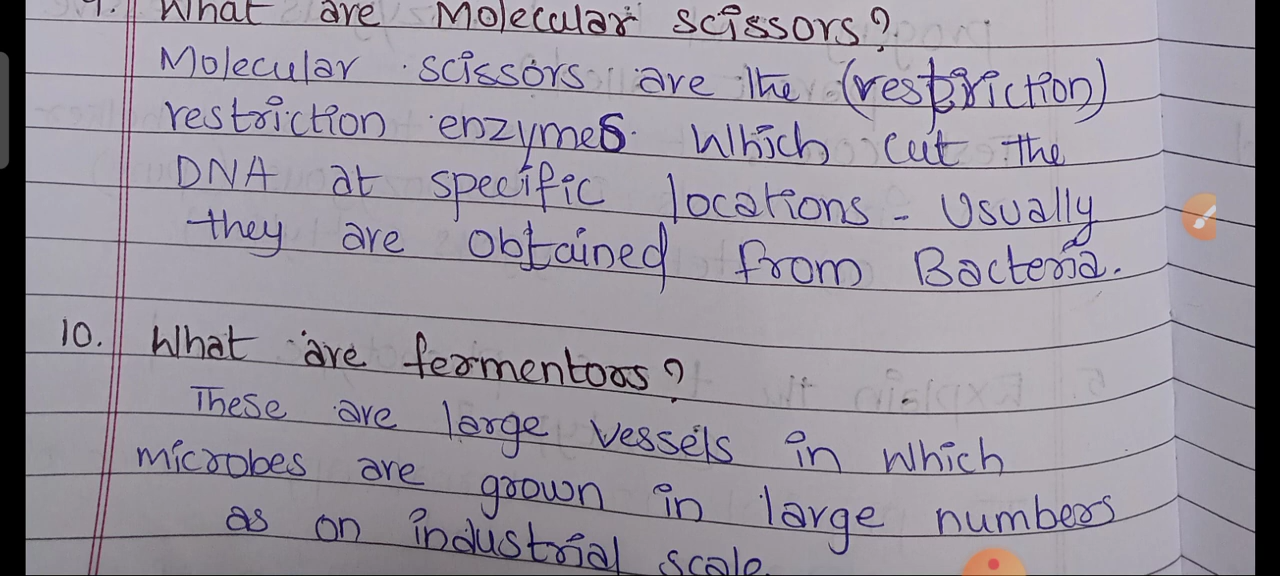 9. What are Molecular scissors?
Molecular scissors are the (restriction)
restriction enzymes. Which cut the
DNA at specific locations - Usually
they are obtained from Bacteria.
10. What are fermentors?
These are large vessels in which
microbes are grown in large numbers
as on industrial scale.